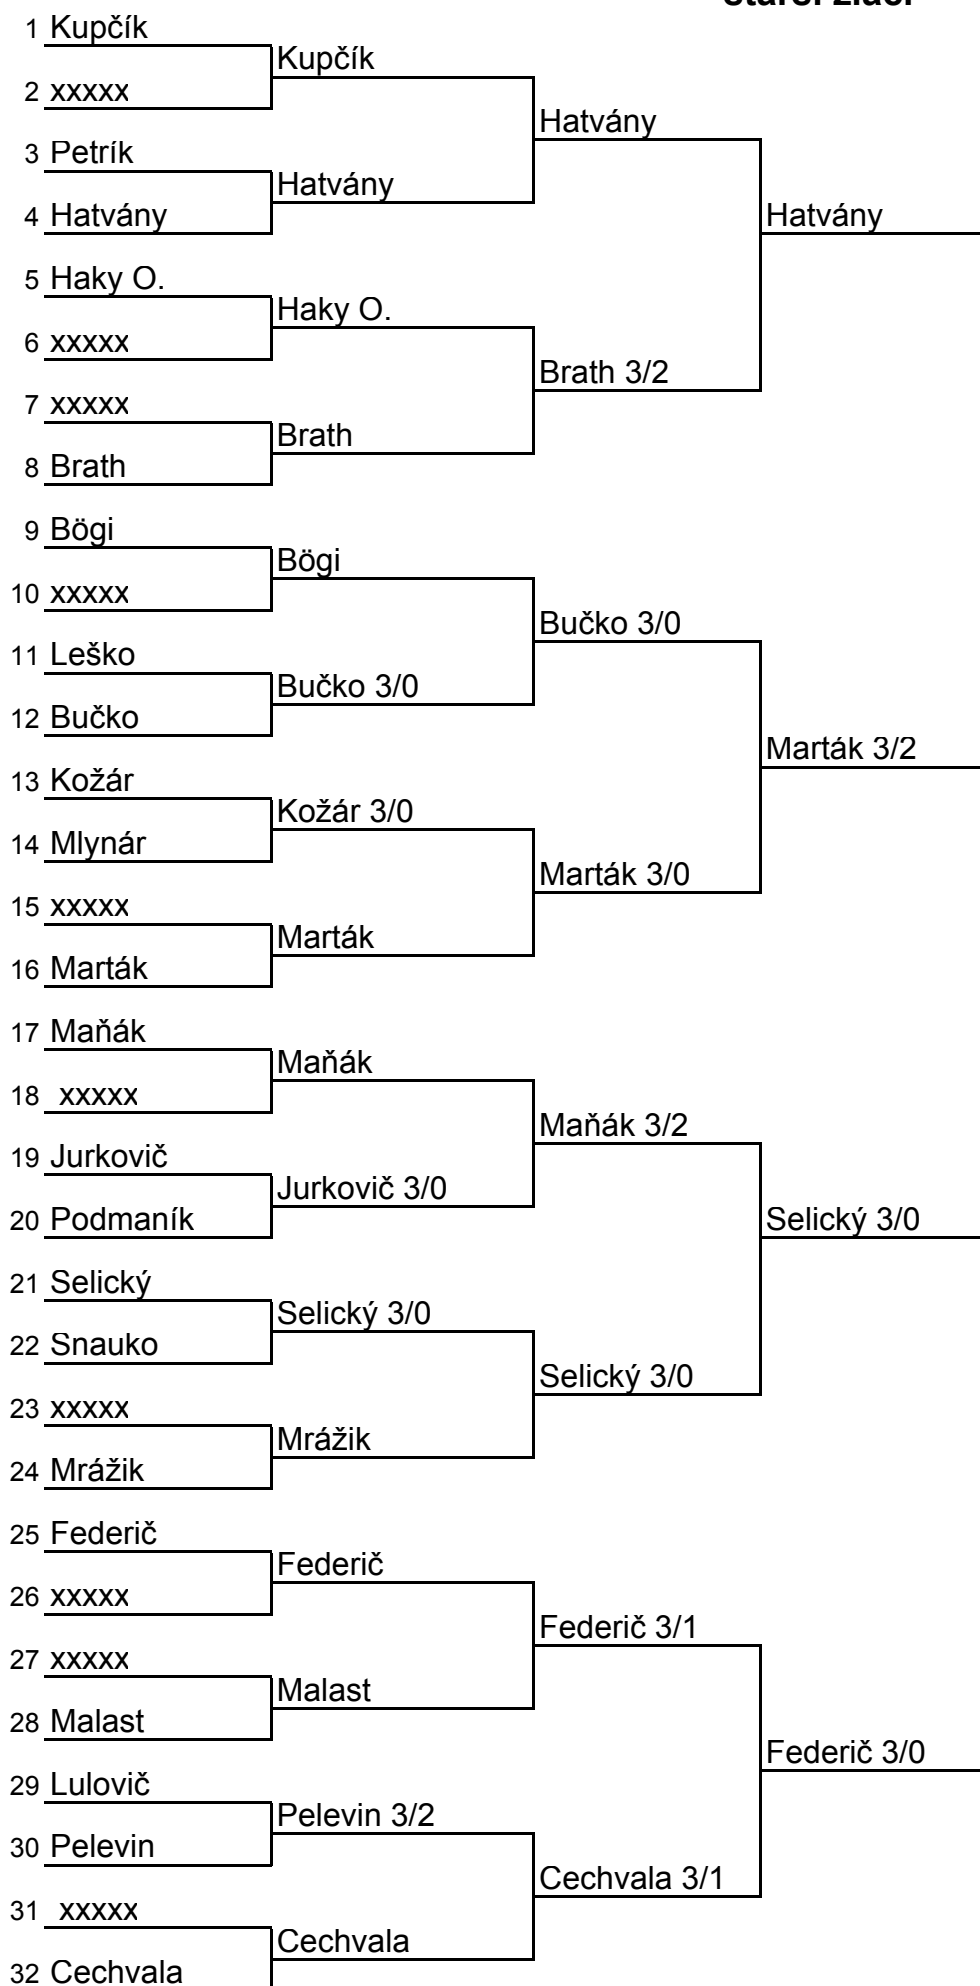 1 Kupčík
Kupčík
2 xxxxx
Hatvány
3 Petrík
Hatvány
4 Hatvány
Hatvány
5 Haky O.
Haky O.
6 xxxxx
Brath 3/2
7 xxxxx
Brath
8 Brath
9 Bögi
Bögi
10 xxxxx
Bučko 3/0
11 Leško
Bučko 3/0
12 Bučko
Marták 3/2
13 Kožár
Kožár 3/0
14 Mlynár
Marták 3/0
15 xxxxx
Marták
16 Marták
17 Maňák
Maňák
18 xxxxx
Maňák 3/2
19 Jurkovič
Jurkovič 3/0
20 Podmaník
Selický 3/0
21 Selický
Selický 3/0
22 Snauko
Selický 3/0
23 xxxxx
Mrážik
24 Mrážik
25 Federič
Federič
26 xxxxx
Federič 3/1
27 xxxxx
Malast
28 Malast
Federič 3/0
29 Lulovič
Pelevin 3/2
30 Pelevin
Cechvala 3/1
31 xxxxx
Cechvala
32 Cechvala